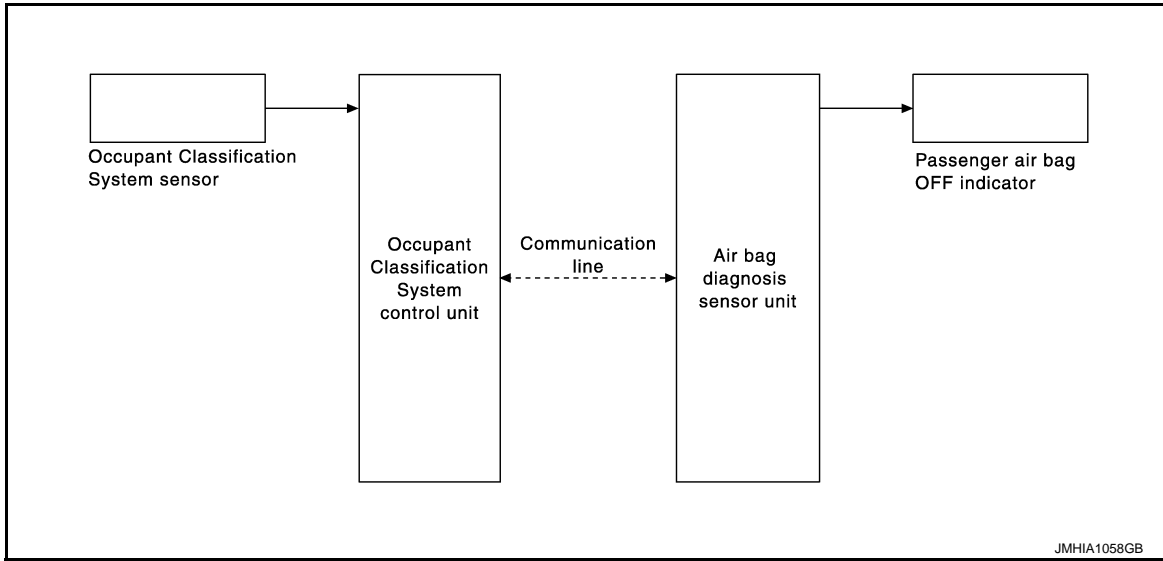 Occupant Classification
System sensor
Occupant
Classification
System
control unit
Communication
line
Air bag
diagnosis
sensor unit
Passenger air bag
OFF indicator
JMHIA1058GB